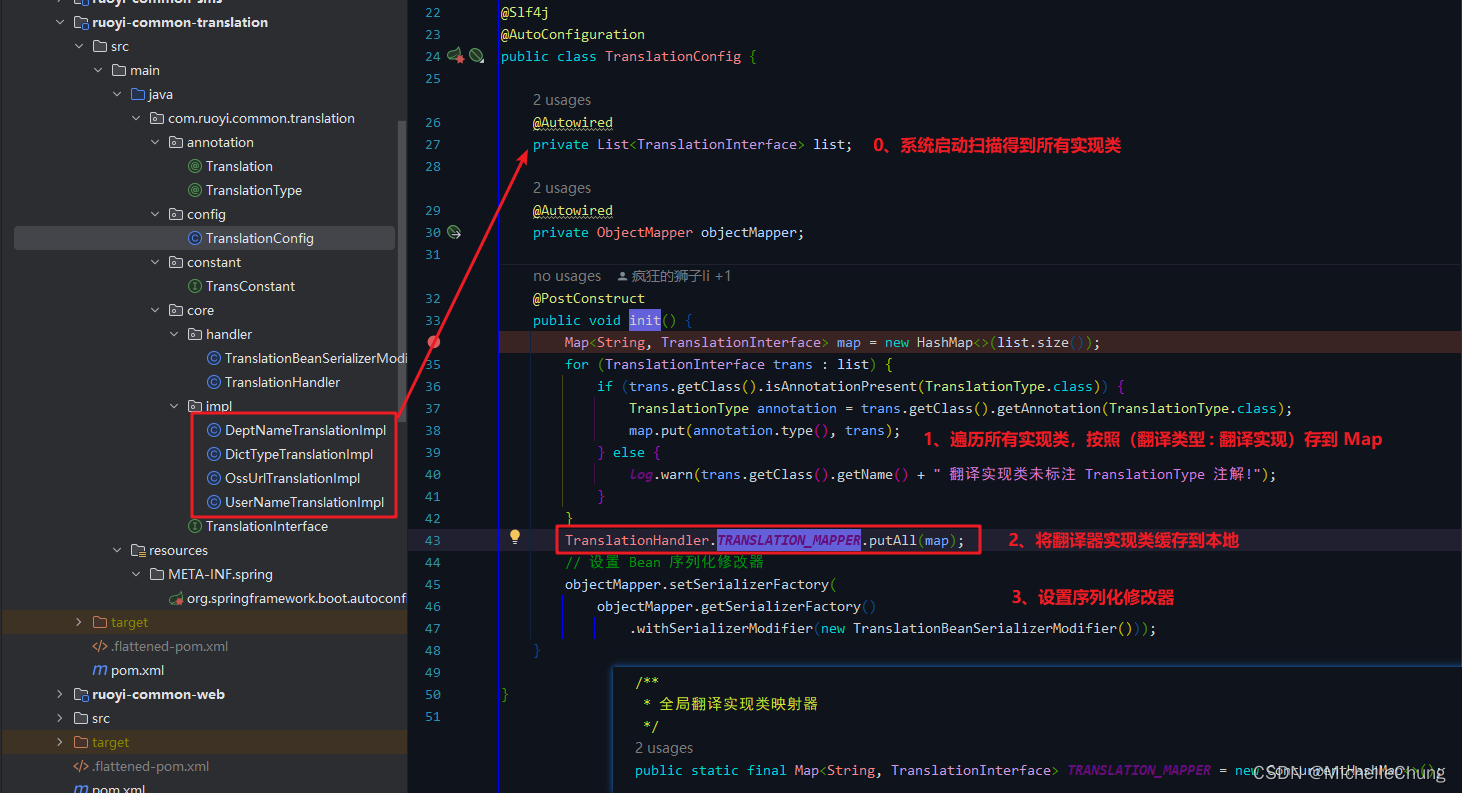 ruoyi-common-sms
ruoyi-common-translation
src
main
java
com.ruoyi.common.translation
annotation
Translation
TranslationType
config
TranslationConfig
constant
TransConstant
core
handler
TranslationBeanSerializerModi
TranslationHandler
impl
DeptNameTranslationImpl
DictTypeTranslationImpl
OssUrlTranslationImpl
UserNameTranslationImpl
TranslationInterface
resources
META-INF.spring
org.springframework.boot.autoconfi
target
.flattened-pom.xml
pom.xml
ruoyi-common-web
src
target
.flattened-pom.xml
pom.xml
22 @Slf4j
23 @AutoConfiguration
24 public class TranslationConfig {
25
2 usages
26 @Autowired
27 private List<TranslationInterface> list; 0、系统启动扫描得到所有实现类
28
2 usages
29 @Autowired
30 private ObjectMapper objectMapper;
31
no usages 疯狂的狮子li +1
32 @PostConstruct
33 public void init() {
Map<String, TranslationInterface> map = new HashMap<>(list.size());
35 for (TranslationInterface trans : list) {
36 if (trans.getClass().isAnnotationPresent(TranslationType.class)) {
37 TranslationType annotation = trans.getClass().getAnnotation(TranslationType.class);
38 map.put(annotation.type(), trans);
1、遍历所有实现类，按照（翻译类型 : 翻译实现）存到 Map
39 } else {
40 log.warn(trans.getClass().getName() + " 翻译实现类未标注 TranslationType 注解!");
41 }
42 }
43 TranslationHandler.TRANSLATION_MAPPER.putAll(map); 2、将翻译器实现类缓存到本地
44 // 设置 Bean 序列化修改器
45 objectMapper.setSerializerFactory(
3、设置序列化修改器
46 objectMapper.getSerializerFactory()
47 .withSerializerModifier(new TranslationBeanSerializerModifier()));
48 }
49
50 }
51
/**
* 全局翻译实现类映射器
*/
2 usages
public static final Map<String, TranslationInterface> TRANSLATION_MAPPER = new ConcurrentHashMap<>();
CSDN @MichelleChung